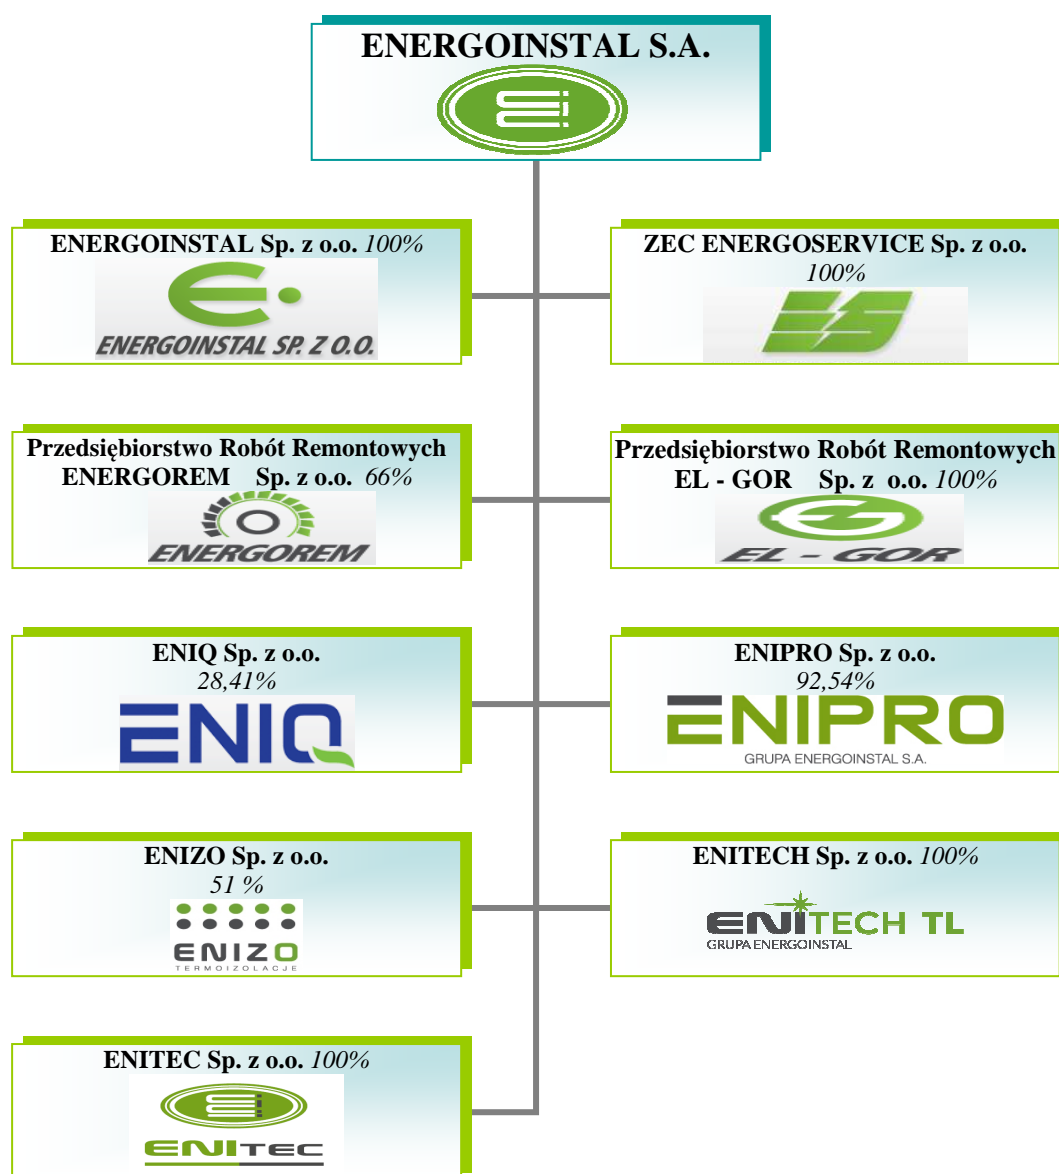 ENERGOINSTAL S.A.
ENERGOINSTAL Sp. z o.o. 100%
ENERGOINSTAL SP. Z O.O.
ZEC ENERGOSERVICE Sp. z o.o.
100%
ES
Przedsiębiorstwo Robót Remontowych
ENERGOREM Sp. z o.o. 66%
ENERGOREM
Przedsiębiorstwo Robót Remontowych
EL - GOR Sp. z o.o. 100%
EL - GOR
ENIQ Sp. z o.o.
28,41%
ENIQ
ENIPRO Sp. z o.o.
92,54%
ENIPRO
GRUPA ENERGOINSTAL S.A.
ENIZO Sp. z o.o.
51 %
ENIZO
TERMOIZOLACJE
ENITECH Sp. z o.o. 100%
ENITECH TL
GRUPA ENERGOINSTAL
ENITEC Sp. z o.o. 100%
ENITEC